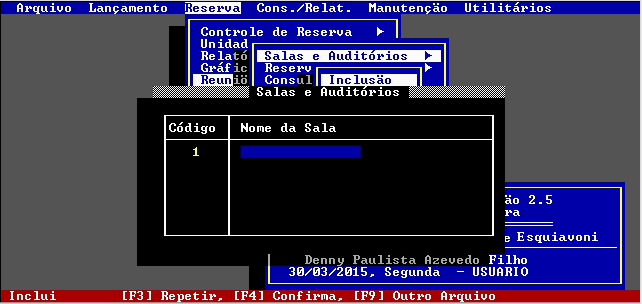 Arquivo Lançamento Reserva Cons./Relat. Manutenção Utilitários
Controle de Reserva
Unidad
Relató
Gráfic
Reuniõ
Salas e Auditórios
Reserv
Consul
Inclusão
Salas e Auditórios
Código Nome da Sala
1
ão 2.5
ra
e Esquiavoni
Denny Paulista Azevedo Filho
30/03/2015, Segunda - USUARIO
Inclui [F3] Repetir, [F4] Confirma, [F9] Outro Arquivo